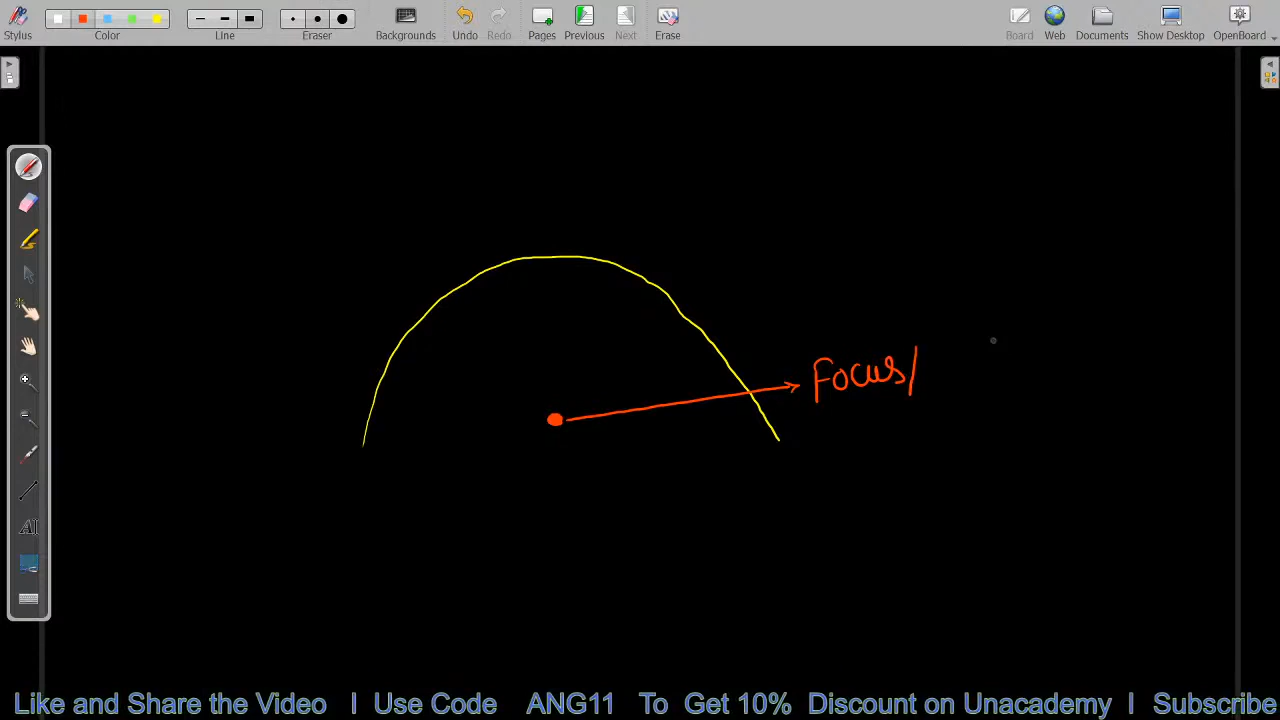 Stylus Color Line Eraser Backgrounds Undo Redo Pages Previous Next Erase Board Web Documents Show Desktop OpenBoard
Focus/
Like and Share the Video I Use Code ANG11 To Get 10% Discount on Unacademy I Subscribe